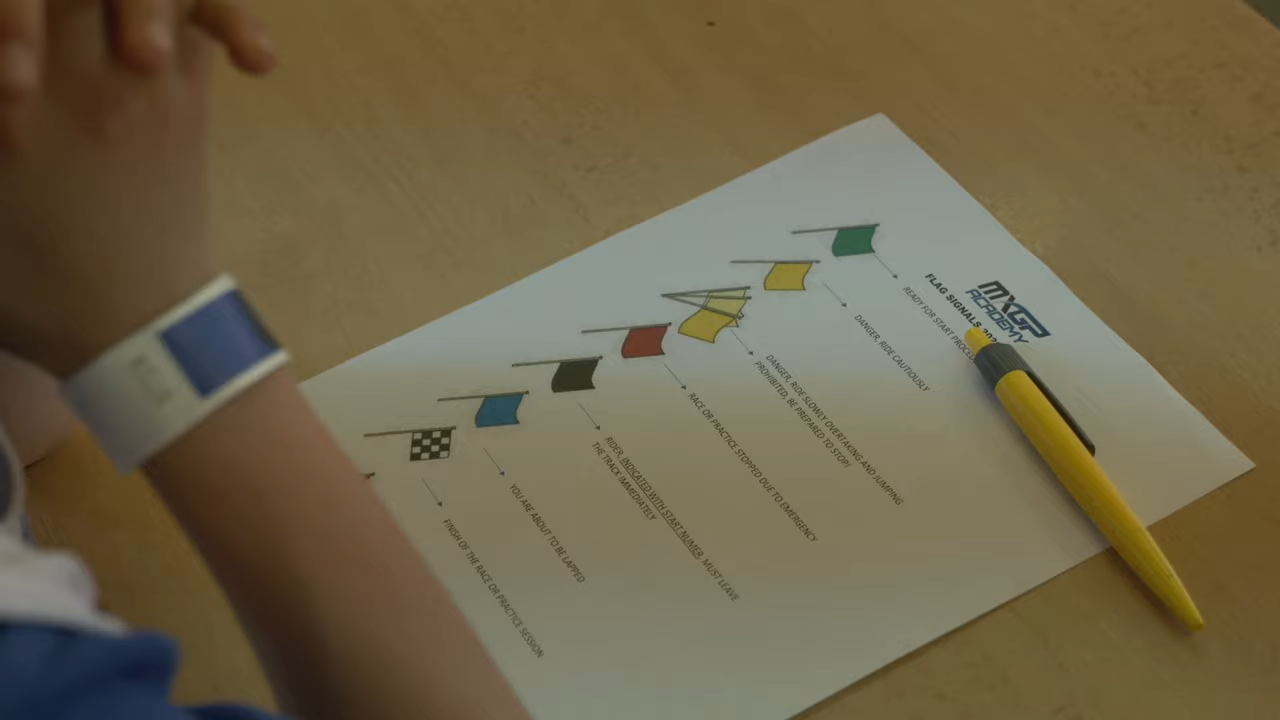 MXGP
ACADEMY
FLAG SIGNALS
READY FOR START
DANGER, RIDE CAUTIOUSLY
DANGER, RIDE SLOWLY OVERTAKING AND JUMPING
PROHIBITED, BE PREPARED TO STOP!
RACE OR PRACTICE STOPPED DUE TO EMERGENCY
RIDER, INDICATED WITH START NUMER, MUST LEAVE
THE TRACK IMMEDIATELY
YOU ARE ABOUT TO BE LAPPED
FINISH OF THE RACE OR PRACTICE SESSION